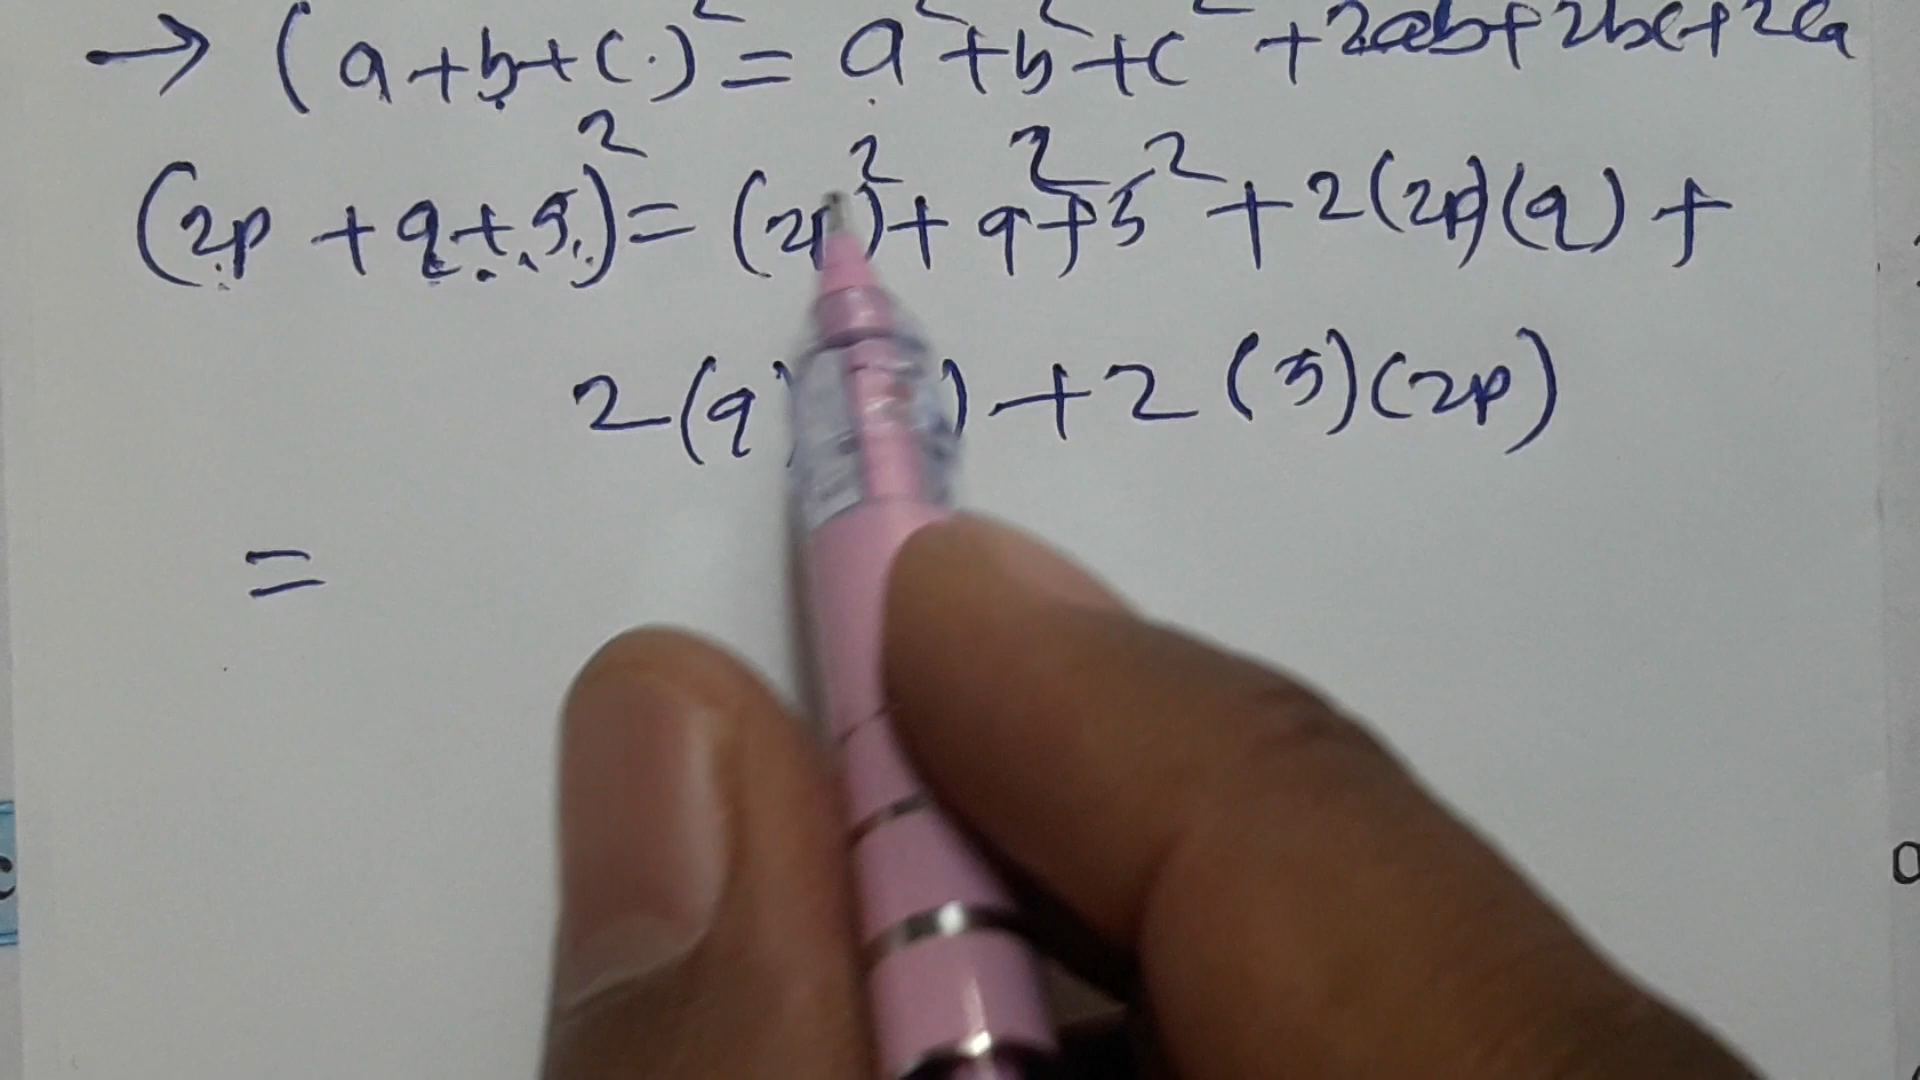 → (a+b+c.)² = a² + b² + c² + 2ab + 2bc + 2ca
(2p + q + 5)² = (2p)² + q² + 5² + 2(2p)(q) +
2(q) ) + 2 (5)(2p)
=